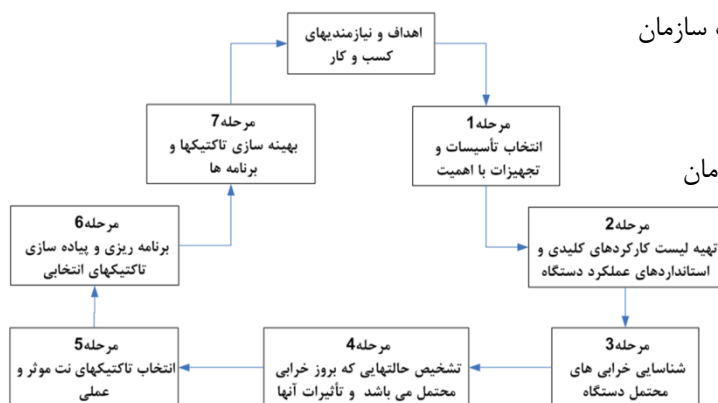 اهداف و نیازمندیهای
کسب و کار
ه سازمان
مرحله1
انتخاب تأسیسات و
تجهیزات با اهمیت
مان
مرحله2
تهیه لیست کارکردهای کلیدی و
استانداردهای عملکرد دستگاه
مرحله3
شناسایی خرابی های
محتمل دستگاه
مرحله4
تشخیص حالتهایی که بروز خرابی
محتمل می باشد و تأثیرات آنها
مرحله5
انتخاب تاکتیکهای نت موثر و
عملی
مرحله6
برنامه ریزی و پیاده سازی
تاکتیکهای انتخابی
مرحله7
بهینه سازی تاکتیکها و
برنامه ها